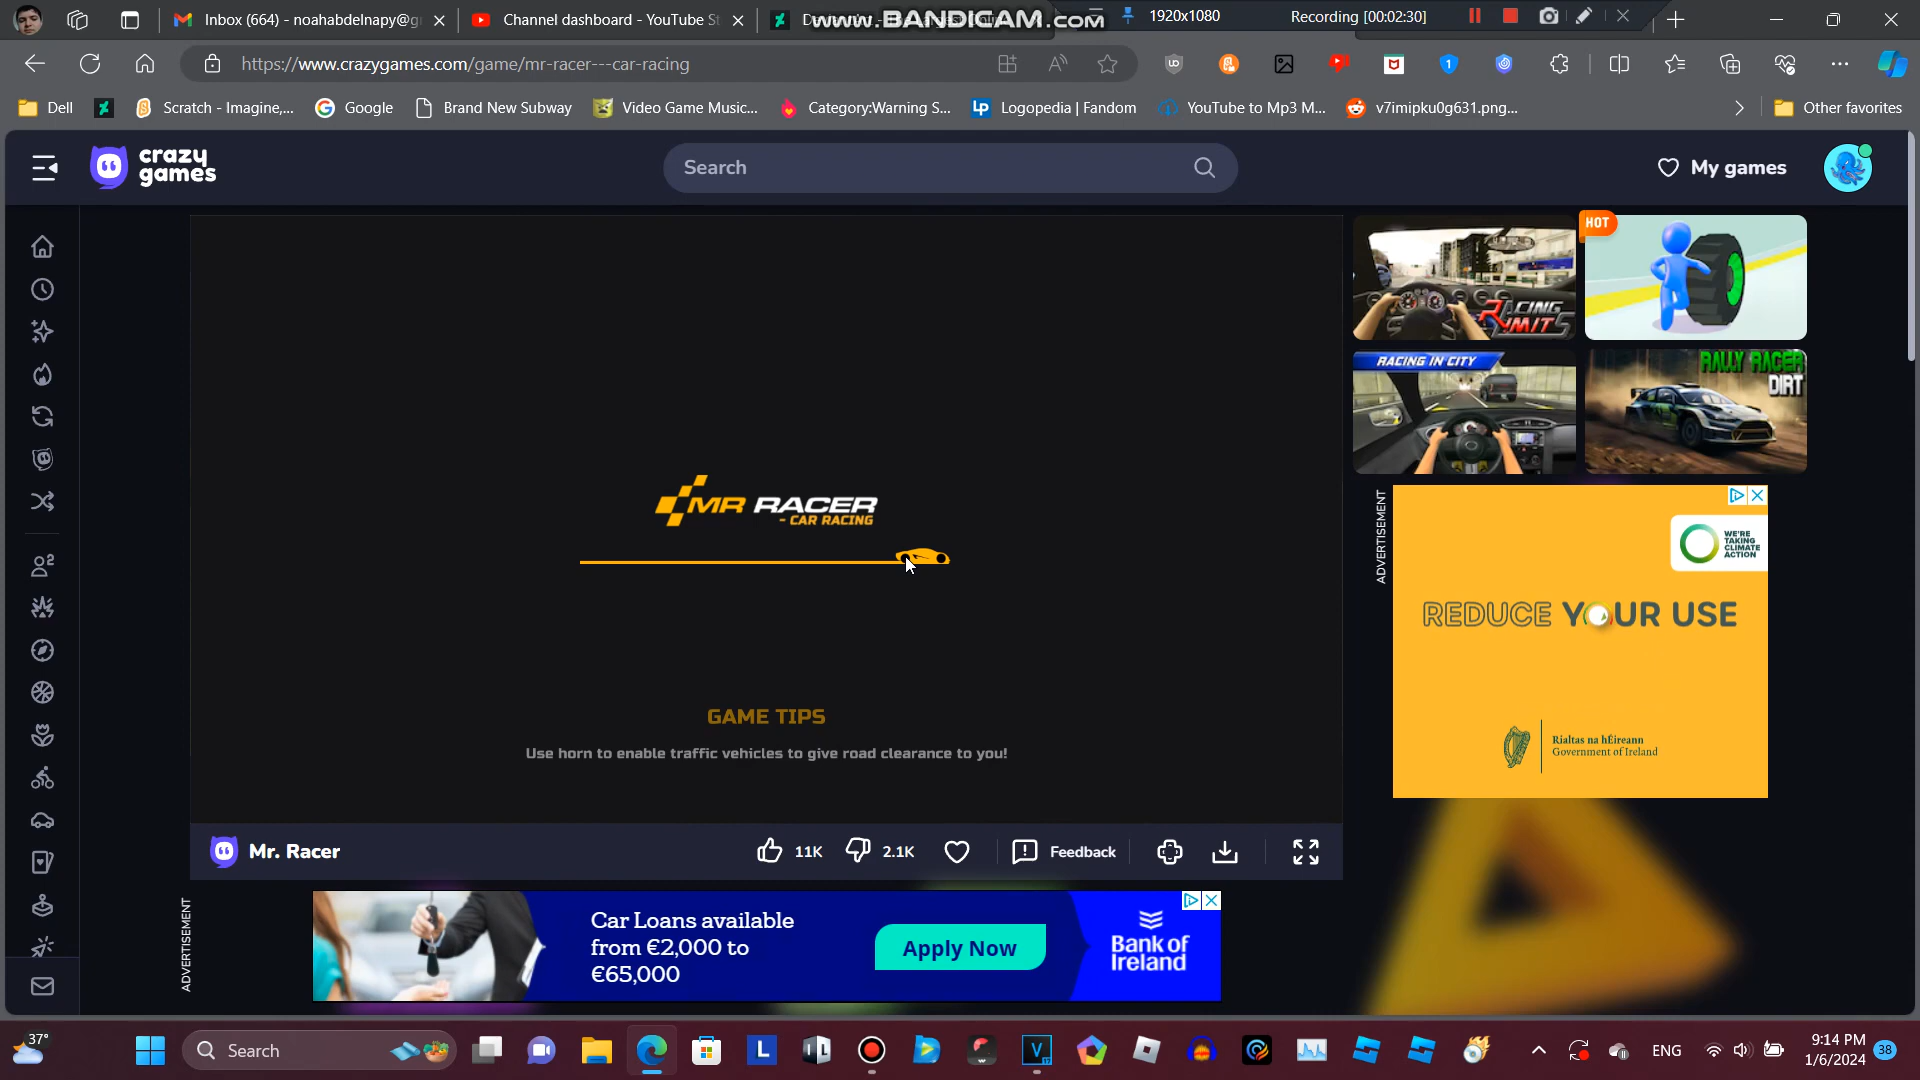 Inbox (664) - noahabdelnapy@g
Channel dashboard - YouTube St
www.BANDICAM.com
1920x1080
Recording [00:02:30]
https://www.crazygames.com/game/mr-racer---car-racing
Dell
Scratch - Imagine,...
Google
Brand New Subway
Video Game Music...
Category:Warning S...
Logopedia | Fandom
YouTube to Mp3 M...
v7imipku0g631.png...
Other favorites
crazy
games
Search
My games
HOT
RACING
LIMITS
RACING IN CITY
RALLY RACER
DIRT
MR RACER
- CAR RACING
GAME TIPS
Use horn to enable traffic vehicles to give road clearance to you!
ADVERTISEMENT
WE'RE
TAKING
CLIMATE
ACTION
REDUCE YOUR USE
Rialtas na hÉireann
Government of Ireland
Mr. Racer
11K
2.1K
Feedback
ADVERTISEMENT
Car Loans available
from €2,000 to
€65,000
Apply Now
Bank of
Ireland
37°
Search
ENG
9:14 PM
1/6/2024
38